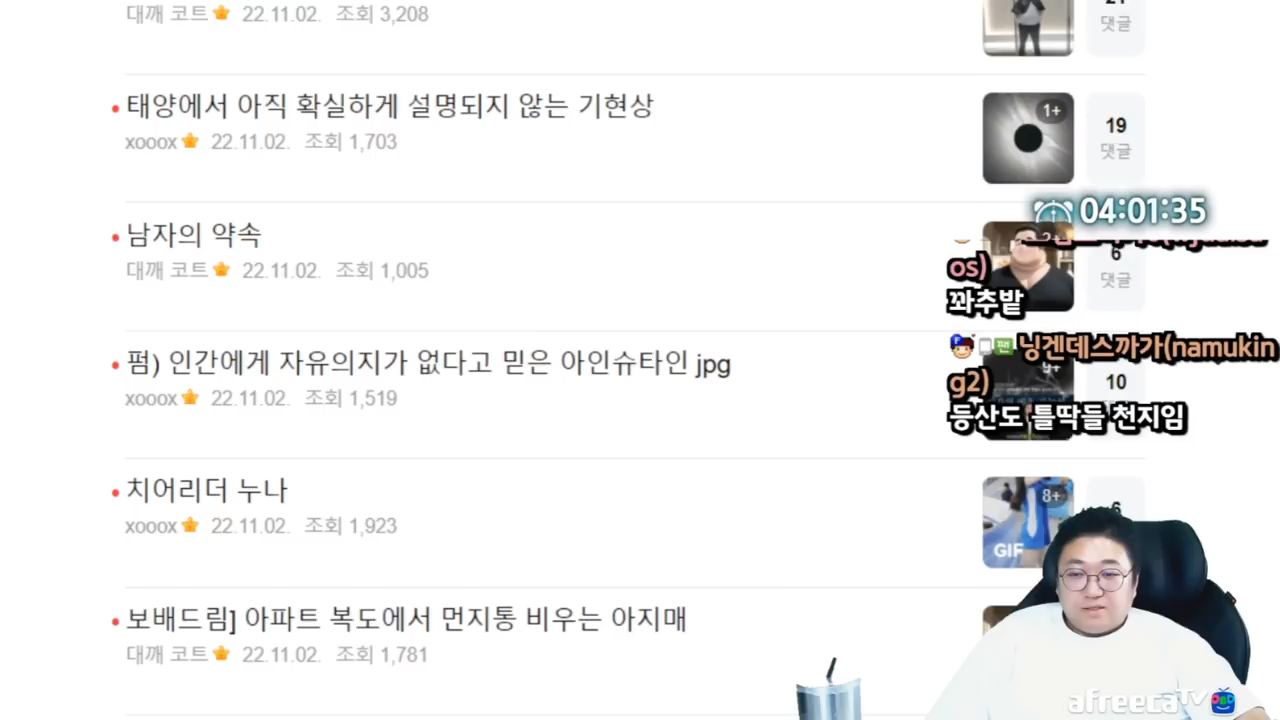 대깨 코트 22.11.02. 조회 3,208
댓글
태양에서 아직 확실하게 설명되지 않는 기현상
xooox 22.11.02. 조회 1,703
1+
19
댓글
04:01:35
남자의 약속
대깨 코트 22.11.02. 조회 1,005
6
댓글
os)
꽈추밭
펌) 인간에게 자유의지가 없다고 믿은 아인슈타인 jpg
xooox 22.11.02. 조회 1,519
9+
10
팬 닝겐데스까가(namukin
g2)
등산도 틀딱들 천지임
치어리더 누나
xooox 22.11.02. 조회 1,923
8+
GIF
6
보배드림] 아파트 복도에서 먼지통 비우는 아지매
대깨 코트 22.11.02. 조회 1,781
afreecaTV